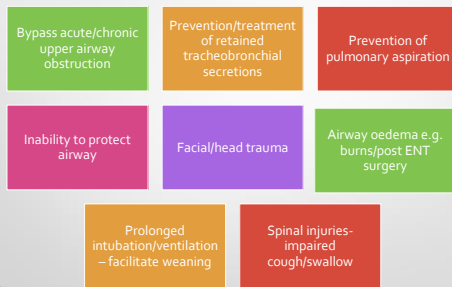 Bypass acute/chronic
upper airway
obstruction
Prevention/treatment
of retained
tracheobronchial
secretions
Prevention of
pulmonary aspiration
Inability to protect
airway
Facial/head trauma
Airway oedema e.g.
burns/post ENT
surgery
Prolonged
intubation/ventilation
– facilitate weaning
Spinal injuries-
impaired
cough/swallow